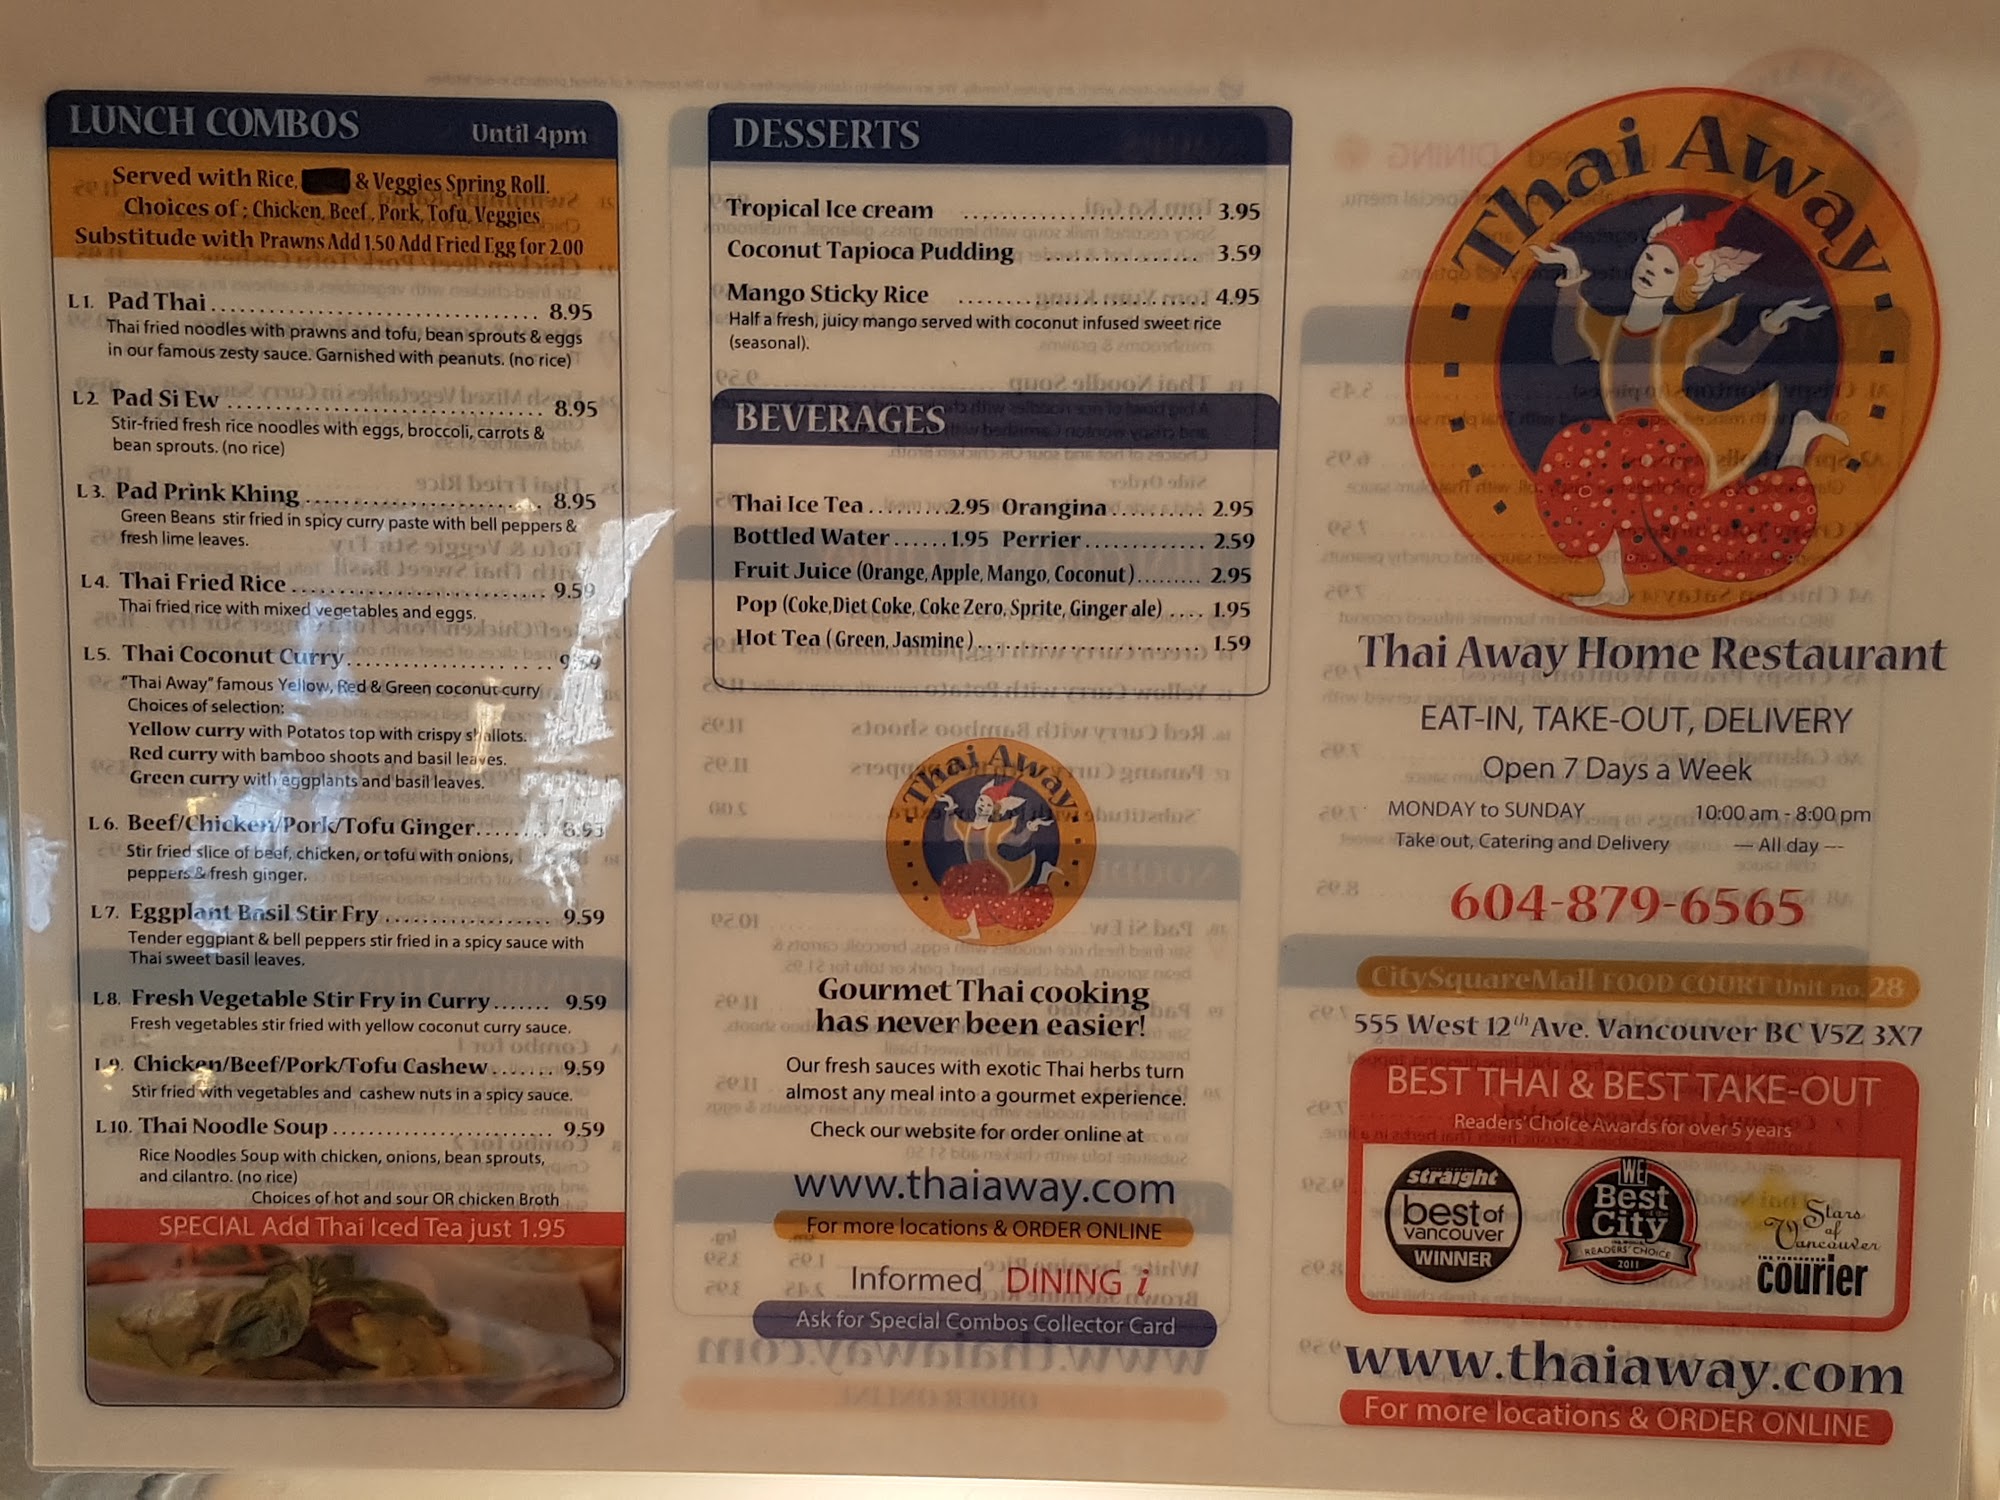 LUNCH COMBOS Until 4pm
Served with Rice, & Veggies Spring Roll.
Choices of : Chicken, Beef , Pork, Tofu, Veggies
Substitude with Prawns Add 1.50 Add Fried Egg for 2.00
L1. Pad Thai 8.95
Thai fried noodles with prawns and tofu, bean sprouts & eggs
in our famous zesty sauce. Garnished with peanuts. (no rice)
L2 Pad Si Ew 8.95
Stir-fried fresh rice noodles with eggs, broccoli, carrots &
bean sprouts. (no rice)
L3. Pad Prink Khing 8.95
Green Beans stir fried in spicy curry paste with bell peppers &
fresh lime leaves.
L4. Thai Fried Rice 9.59
Thai fried rice with mixed vegetables and eggs.
L5. Thai Coconut Curry 9.59
"Thai Away" famous Yellow, Red & Green coconut curry
Choices of selection:
Yellow curry with Potatos top with crispy shallots.
Red curry with bamboo shoots and basil leaves.
Green curry with eggplants and basil leaves.
L6. Beef/Chicken/Pork/Tofu Ginger 8.95
Stir fried slice of beef, chicken, or tofu with onions,
peppers & fresh ginger.
L7. Eggplant Basil Stir Fry 9.59
Tender eggplant & bell peppers stir fried in a spicy sauce with
Thai sweet basil leaves.
L8. Fresh Vegetable Stir Fry in Curry 9.59
Fresh vegetables stir fried with yellow coconut curry sauce.
L9. Chicken/Beef/Pork/Tofu Cashew 9.59
Stir fried with vegetables and cashew nuts in a spicy sauce.
L10. Thai Noodle Soup 9.59
Rice Noodles Soup with chicken, onions, bean sprouts,
and cilantro. (no rice)
Choices of hot and sour OR chicken Broth
SPECIAL Add Thai Iced Tea just 1.95
DESSERTS
Tropical Ice cream 3.95
Coconut Tapioca Pudding 3.59
Mango Sticky Rice 4.95
Half a fresh, juicy mango served with coconut infused sweet rice
(seasonal).
BEVERAGES
Thai Ice Tea 2.95 Orangina 2.95
Bottled Water 1.95 Perrier 2.59
Fruit Juice (Orange, Apple, Mango, Coconut) 2.95
Pop (Coke,Diet Coke, Coke Zero, Sprite, Ginger ale) 1.95
Hot Tea ( Green, Jasmine ) 1.59
Thai Away
Gourmet Thai cooking
has never been easier!
Our fresh sauces with exotic Thai herbs turn
almost any meal into a gourmet experience.
Check our website for order online at
www.thaiaway.com
For more locations & ORDER ONLINE
Informed DINING i
Ask for Special Combos Collector Card
Thai Away
Thai Away Home Restaurant
EAT-IN, TAKE-OUT, DELIVERY
Open 7 Days a Week
MONDAY to SUNDAY 10:00 am - 8:00 pm
Take out, Catering and Delivery --- All day ---
604-879-6565
CitySquareMall FOOD COURT Unit no. 28
555 West 12th Ave. Vancouver BC V5Z 3X7
BEST THAI & BEST TAKE-OUT
Readers' Choice Awards for over 5 years
straight
best of
vancouver
WINNER
WE
Best
City
READERS' CHOICE
2011
Stars
of
Vancouver
THE VANCOUVER
courier
www.thaiaway.com
For more locations & ORDER ONLINE